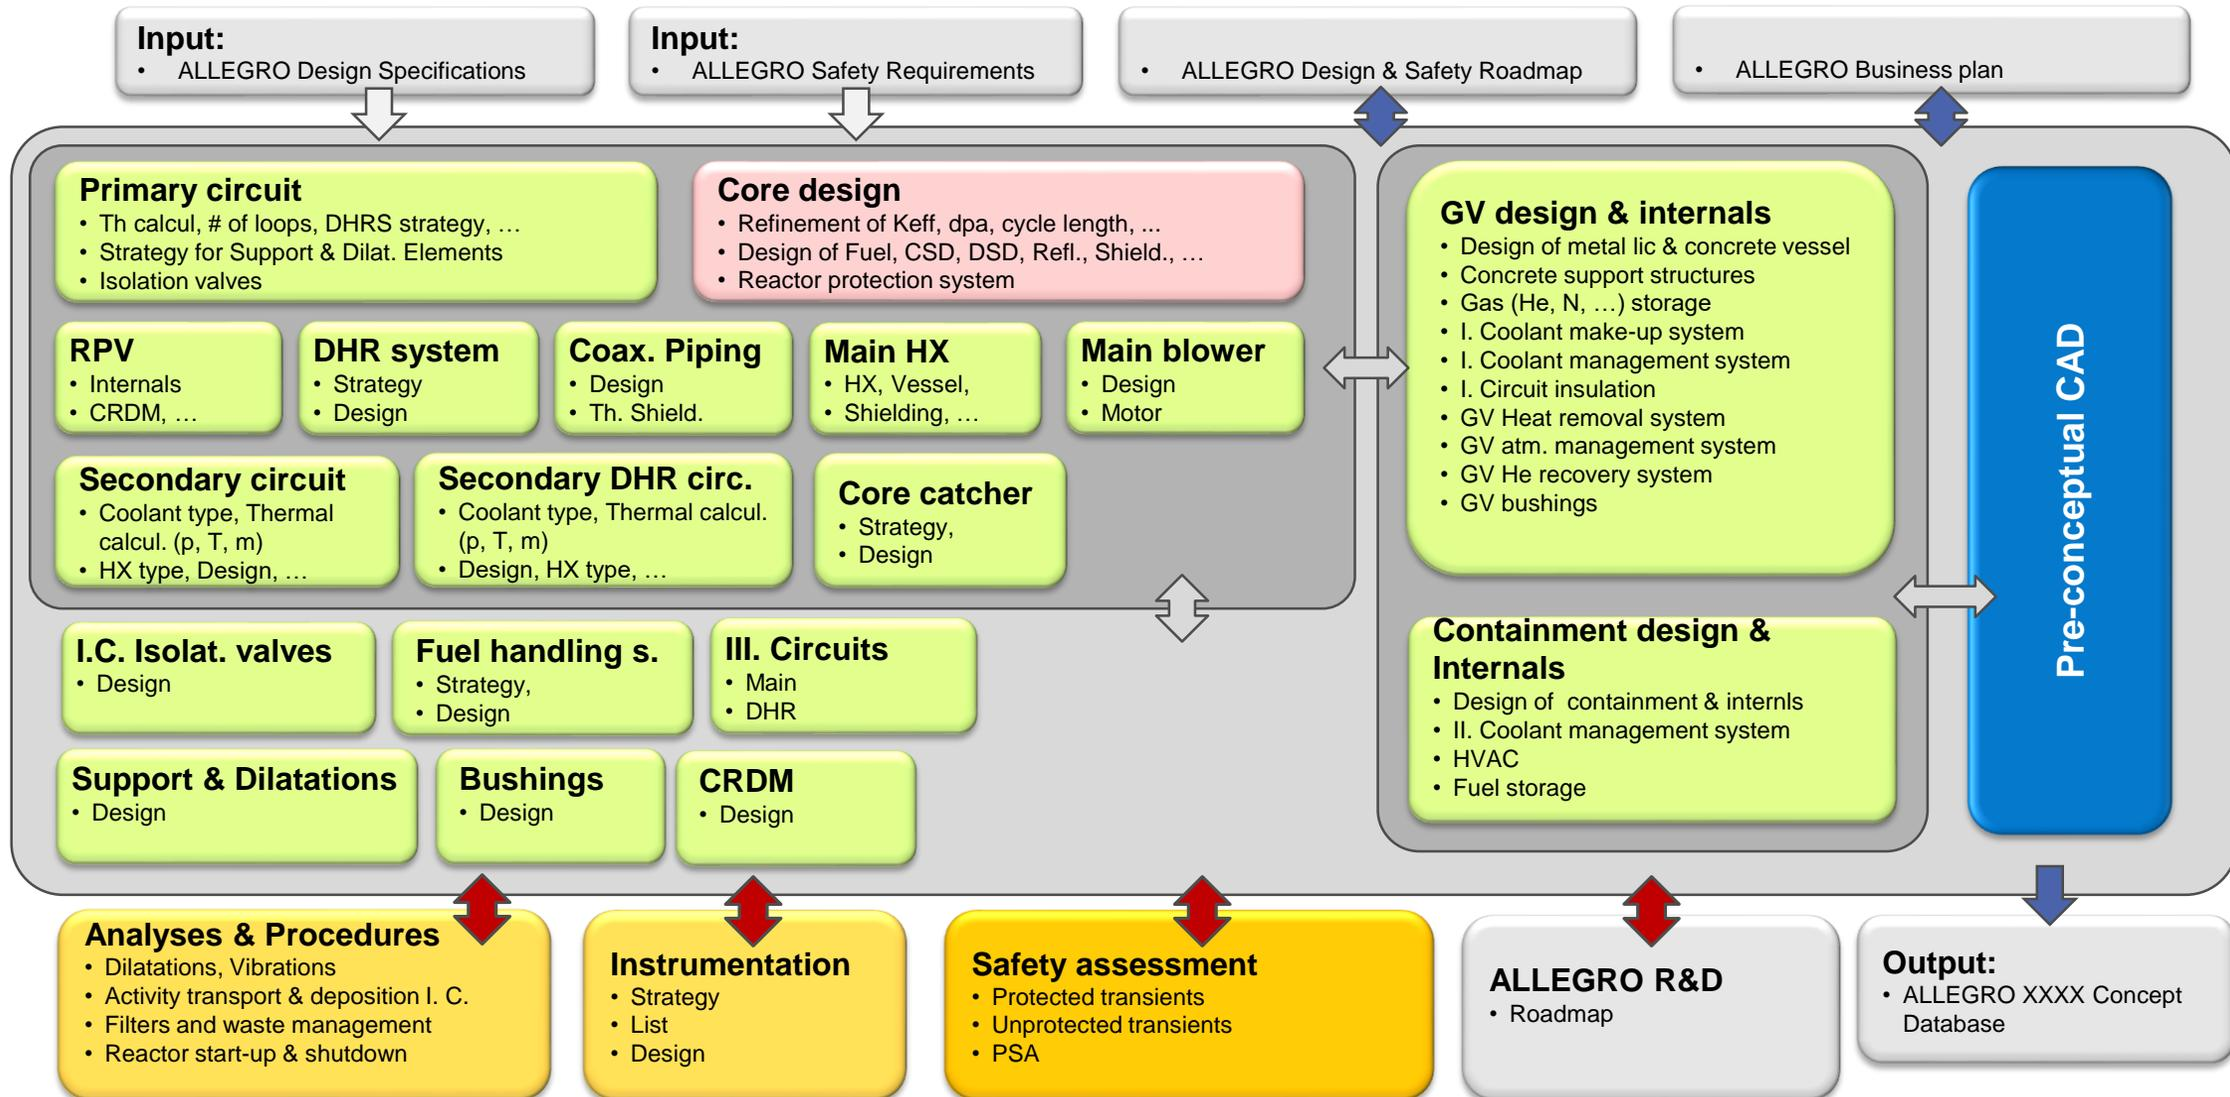 Input:
• ALLEGRO Design Specifications
Input:
• ALLEGRO Safety Requirements
• ALLEGRO Design & Safety Roadmap
• ALLEGRO Business plan
Primary circuit
• Th calcul, # of loops, DHRS strategy, …
• Strategy for Support & Dilat. Elements
• Isolation valves
Core design
• Refinement of Keff, dpa, cycle length, ...
• Design of Fuel, CSD, DSD, Refl., Shield., …
• Reactor protection system
RPV
• Internals
• CRDM, …
DHR system
• Strategy
• Design
Coax. Piping
• Design
• Th. Shield.
Main HX
• HX, Vessel,
• Shielding, …
Main blower
• Design
• Motor
Secondary circuit
• Coolant type, Thermal
calcul. (p, T, m)
• HX type, Design, …
Secondary DHR circ.
• Coolant type, Thermal calcul.
(p, T, m)
• Design, HX type, …
Core catcher
• Strategy,
• Design
GV design & internals
• Design of metal lic & concrete vessel
• Concrete support structures
• Gas (He, N, …) storage
• I. Coolant make-up system
• I. Coolant management system
• I. Circuit insulation
• GV Heat removal system
• GV atm. management system
• GV He recovery system
• GV bushings
Containment design &
Internals
• Design of  containment & internls
• II. Coolant management system
• HVAC
• Fuel storage
Pre-conceptual CAD
I.C. Isolat. valves
• Design
Fuel handling s.
• Strategy,
• Design
III. Circuits
• Main
• DHR
Support & Dilatations
• Design
Bushings
• Design
CRDM
• Design
Analyses & Procedures
• Dilatations, Vibrations
• Activity transport & deposition I. C.
• Filters and waste management
• Reactor start-up & shutdown
Instrumentation
• Strategy
• List
• Design
Safety assessment
• Protected transients
• Unprotected transients
• PSA
ALLEGRO R&D
• Roadmap
Output:
• ALLEGRO XXXX Concept
Database